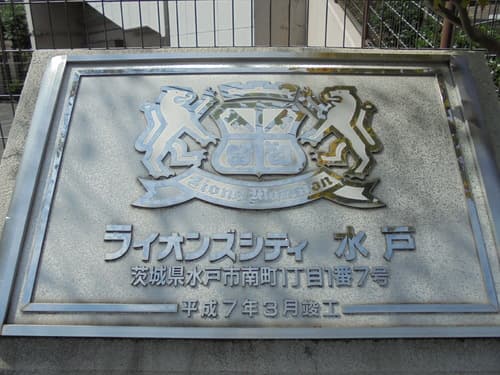 Lions Mansion
ライオンズシティ 水戸
茨城県水戸市南町1丁目1番7号
平成7年3月竣工